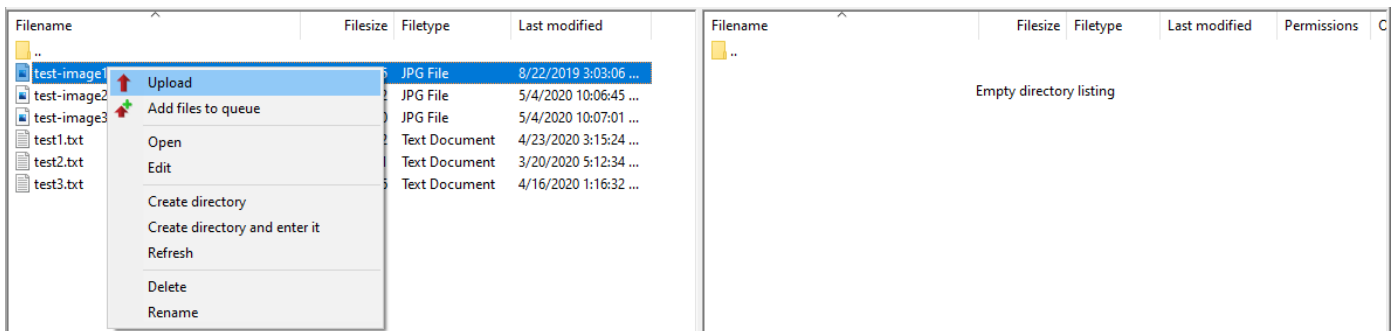 Filename Filesize Filetype Last modified
..
test-image1 JPG File 8/22/2019 3:03:06 ...
test-image2 JPG File 5/4/2020 10:06:45 ...
test-image3 JPG File 5/4/2020 10:07:01 ...
test1.txt Text Document 4/23/2020 3:15:24 ...
test2.txt Text Document 3/20/2020 5:12:34 ...
test3.txt Text Document 4/16/2020 1:16:32 ...
Upload
Add files to queue
Open
Edit
Create directory
Create directory and enter it
Refresh
Delete
Rename
Filename Filesize Filetype Last modified Permissions
..
Empty directory listing